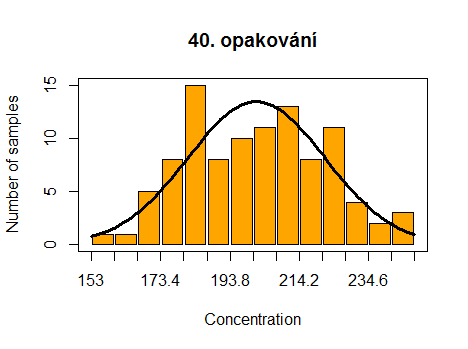 40. opakování
Number of samples
15
10
5
0
153 173.4 193.8 214.2 234.6
Concentration